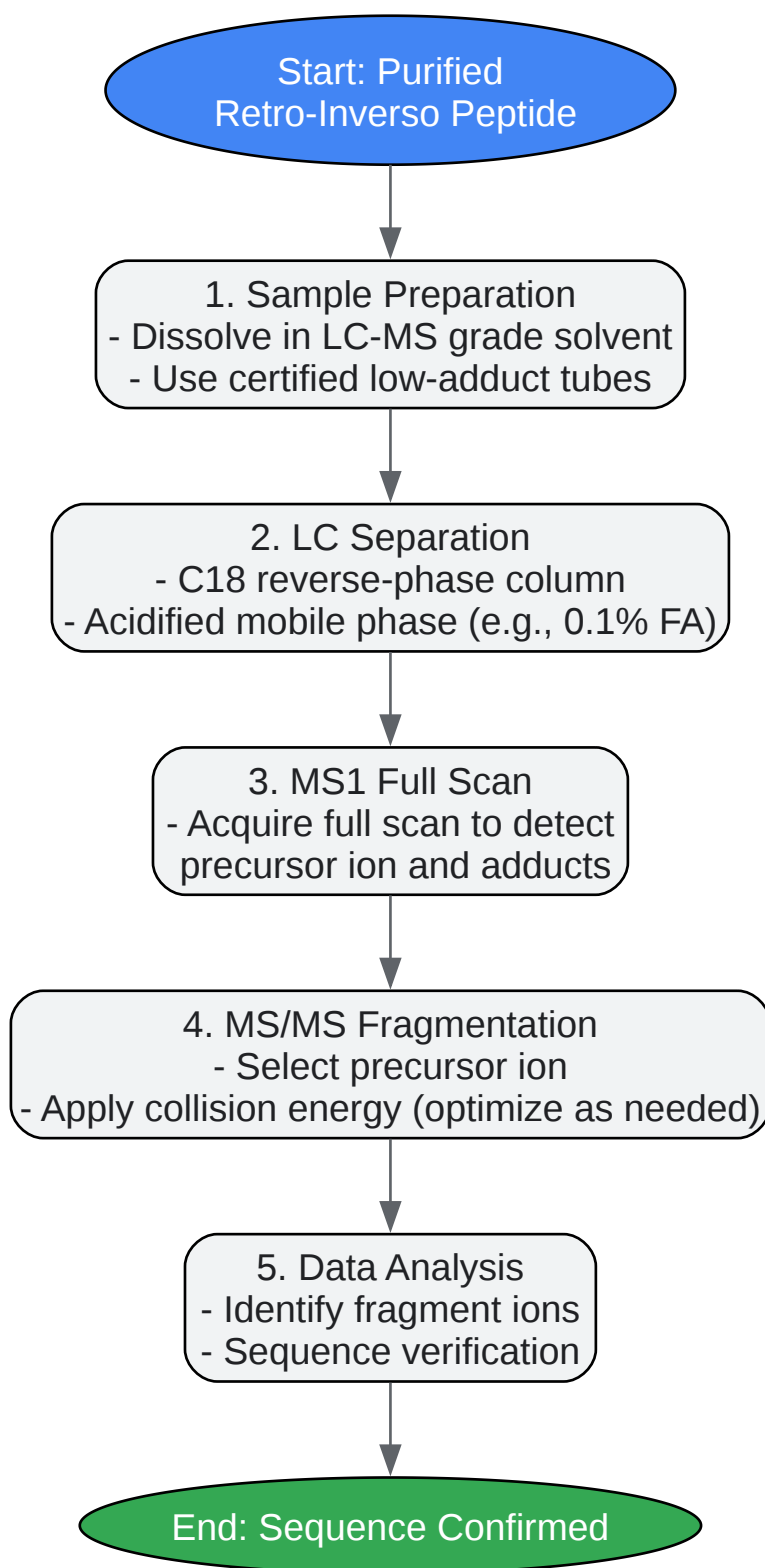 Start: Purified
Retro-Inverso Peptide
1. Sample Preparation
- Dissolve in LC-MS grade solvent
- Use certified low-adduct tubes
2. LC Separation
- C18 reverse-phase column
- Acidified mobile phase (e.g., 0.1% FA)
3. MS1 Full Scan
- Acquire full scan to detect
precursor ion and adducts
4. MS/MS Fragmentation
- Select precursor ion
- Apply collision energy (optimize as needed)
5. Data Analysis
- Identify fragment ions
- Sequence verification
End: Sequence Confirmed